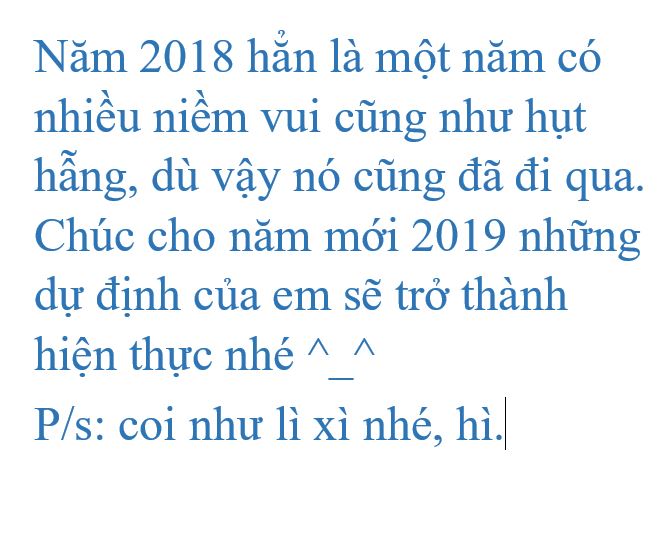 Năm 2018 hẳn là một năm có
nhiều niềm vui cũng như hụt
hẫng, dù vậy nó cũng đã đi qua.
Chúc cho năm mới 2019 những
dự định của em sẽ trở thành
hiện thực nhé ^_^
P/s: coi như lì xì nhé, hì.